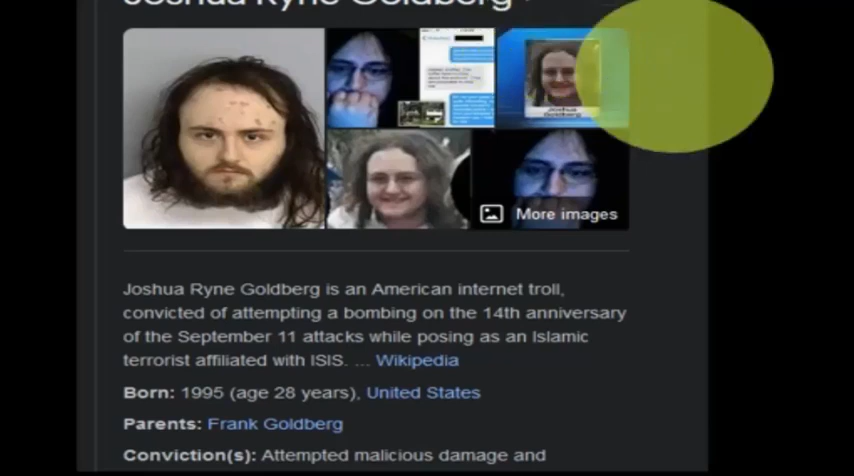 Joshua Ryne Goldberg
Joshua
Goldberg
More images
Joshua Ryne Goldberg is an American internet troll,
convicted of attempting a bombing on the 14th anniversary
of the September 11 attacks while posing as an Islamic
terrorist affiliated with ISIS. ... Wikipedia
Born: 1995 (age 28 years), United States
Parents: Frank Goldberg
Conviction(s): Attempted malicious damage and